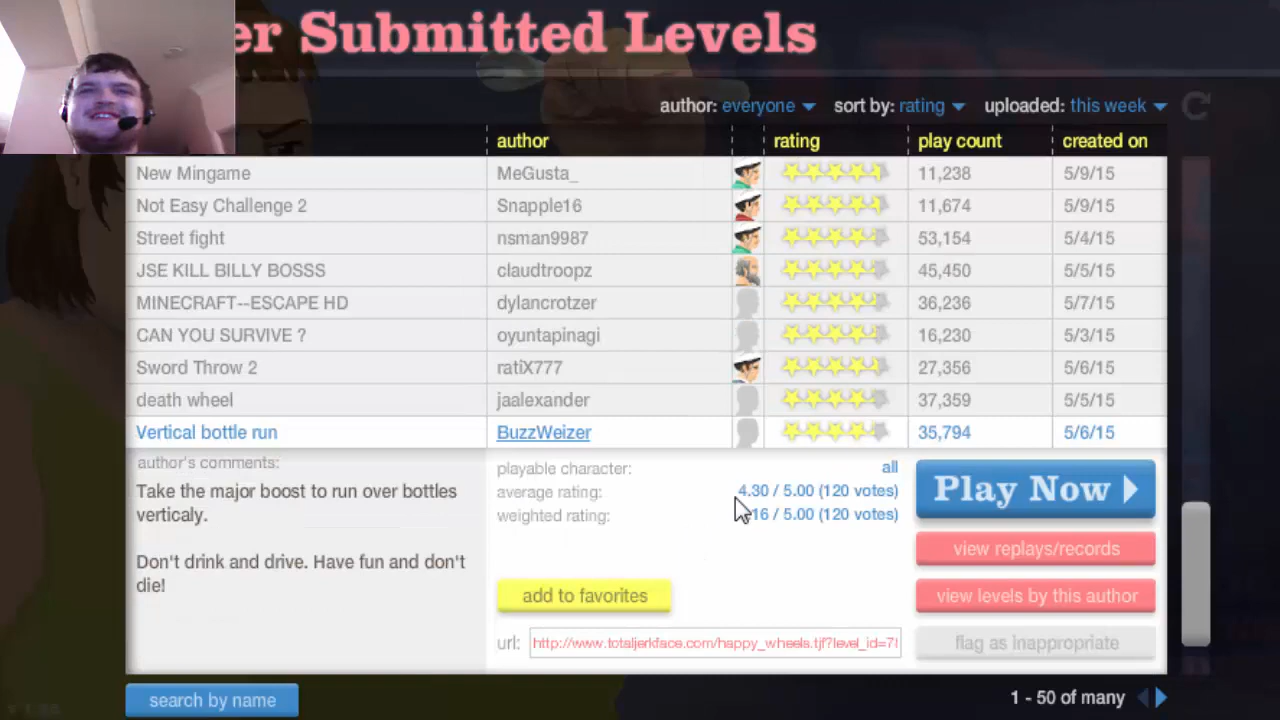 er Submitted Levels
author: everyone sort by: rating uploaded: this week
author rating play count created on
New Mingame MeGusta_ 11,238 5/9/15
Not Easy Challenge 2 Snapple16 11,674 5/9/15
Street fight nsman9987 53,154 5/4/15
JSE KILL BILLY BOSSS claudtroopz 45,450 5/5/15
MINECRAFT--ESCAPE HD dylancrotzer 36,236 5/7/15
CAN YOU SURVIVE ? oyuntapinagi 16,230 5/3/15
Sword Throw 2 ratiX777 27,356 5/6/15
death wheel jaalexander 37,359 5/5/15
Vertical bottle run BuzzWeizer 35,794 5/6/15
author's comments:
Take the major boost to run over bottles
verticaly.
Don't drink and drive. Have fun and don't
die!
playable character: all
average rating: 4.30 / 5.00 (120 votes)
weighted rating: 16 / 5.00 (120 votes)
add to favorites
url: http://www.totaljerkface.com/happy_wheels.tjf?level_id=7
Play Now
view replays/records
view levels by this author
flag as inappropriate
search by name
1 - 50 of many